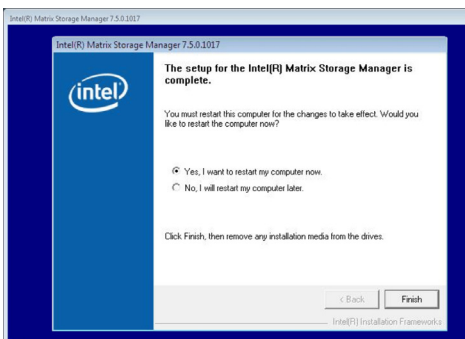 Intel(R) Matrix Storage Manager 7.5.0.1017
Intel(R) Matrix Storage Manager 7.5.0.1017
intel
The setup for the Intel(R) Matrix Storage Manager is
complete.
You must restart this computer for the changes to take effect. Would you
like to restart the computer now?
Yes, I want to restart my computer now.
No, I will restart my computer later.
Click Finish, then remove any installation media from the drives.
< Back
Finish
Intel(R) Installation Frameworks